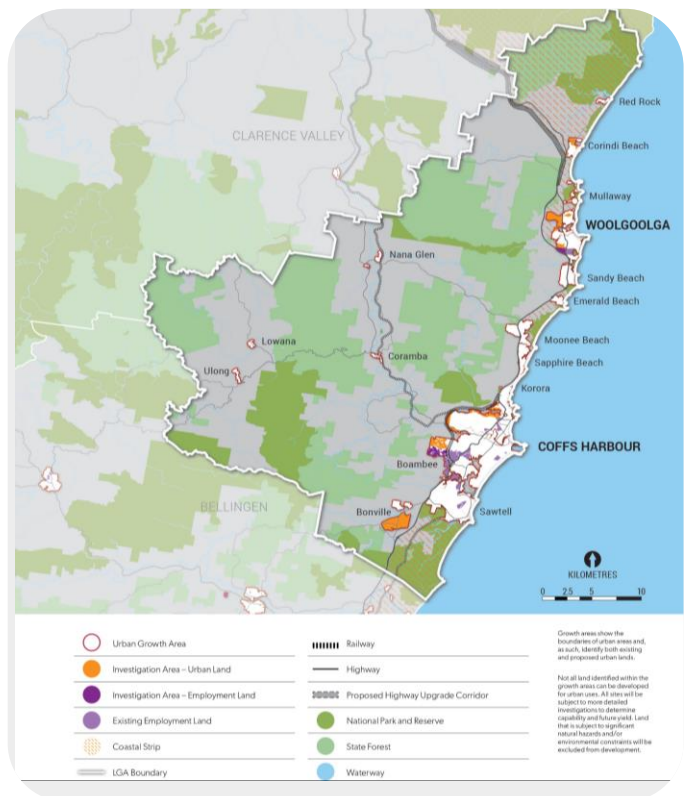 Red Rock
CLARENCE VALLEY
Corindi Beach
Mullaway
WOOLGOOLGA
Nana Glen
Sandy Beach
Emerald Beach
Lowana
Moonee Beach
Coramba
Sapphire Beach
Ulong
Korora
COFFS HARBOUR
Boambee
BELLINGEN
Bonville
Sawtell
KILOMETRES
0 2.5 5 10
Urban Growth Area
Investigation Area – Urban Land
Investigation Area – Employment Land
Existing Employment Land
Coastal Strip
LGA Boundary
Railway
Highway
Proposed Highway Upgrade Corridor
National Park and Reserve
State Forest
Waterway
Growth areas show the
boundaries of urban areas and,
as such, identify both existing
and proposed urban lands.
Not all land identified within the
growth areas can be developed
for urban uses. All sites will be
subject to more detailed
investigations to determine
capability and future yield. Land
that is subject to significant
natural hazards and/or
environmental constraints will be
excluded from development.